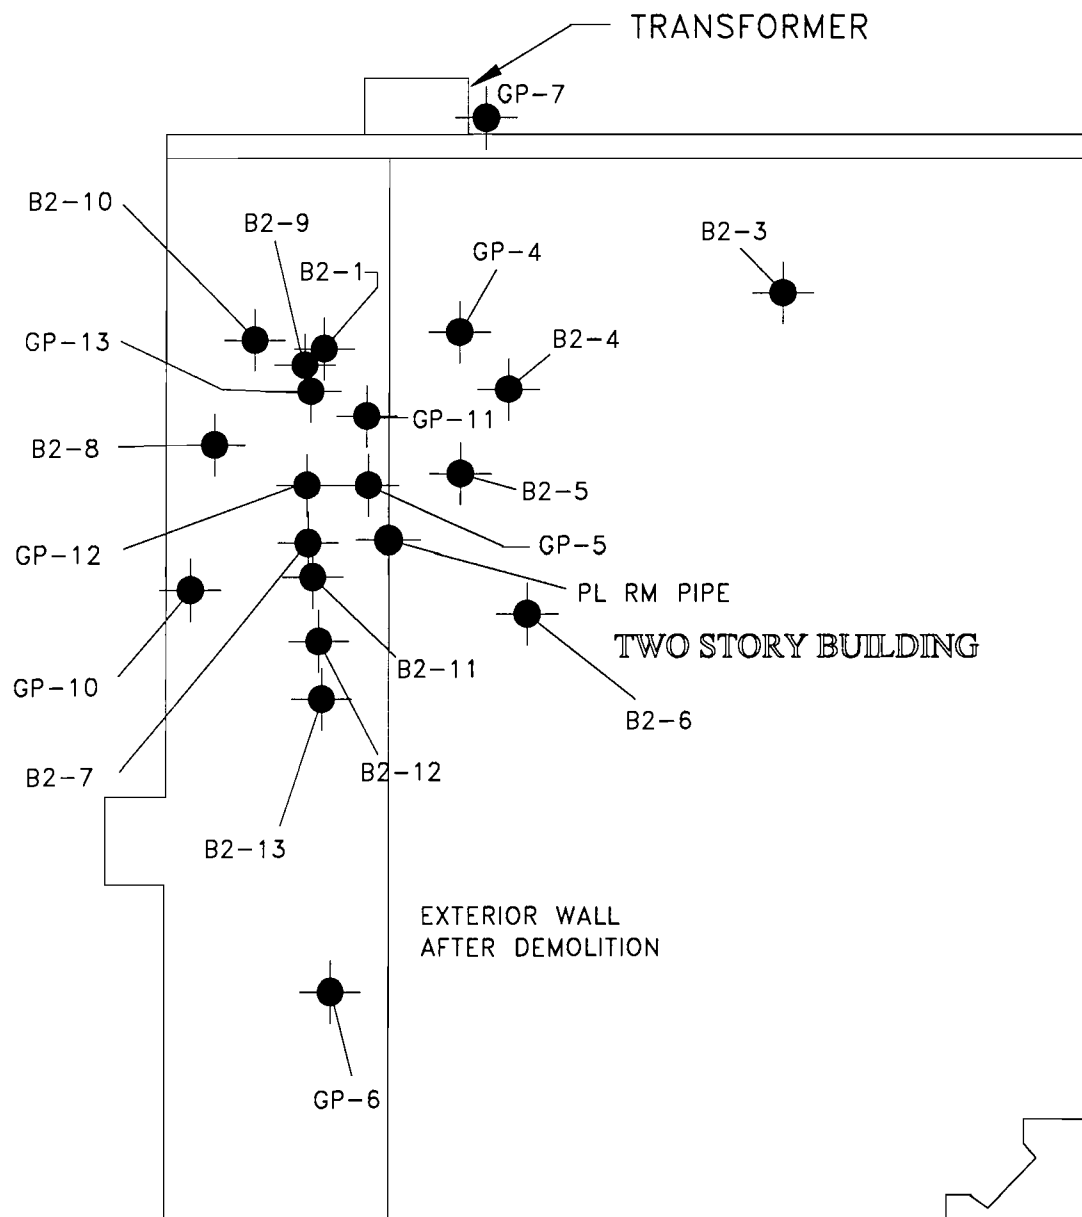 TRANSFORMER
GP-7
B2-10
B2-9
B2-3
GP-4
B2-1
GP-13
B2-4
GP-11
B2-8
B2-5
GP-12
GP-5
PL RM PIPE
TWO STORY BUILDING
B2-11
GP-10
B2-6
B2-7
B2-12
B2-13
EXTERIOR WALL
AFTER DEMOLITION
GP-6